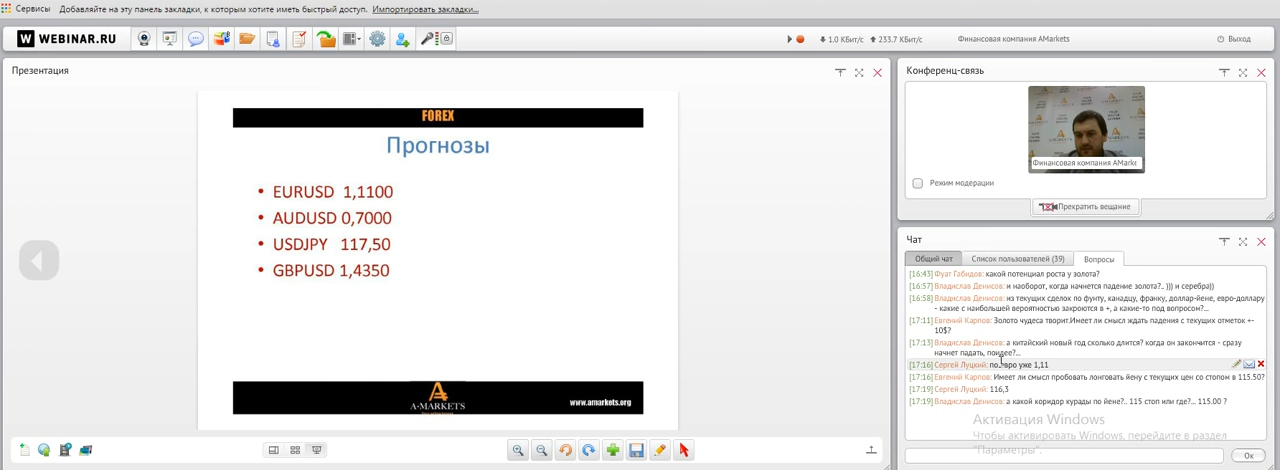 Сервисы Добавляйте на эту панель закладки, к которым хотите иметь быстрый доступ. Импортировать закладки...
W WEBINAR.RU
1.0 КБит/с 233.7 КБит/с Финансовая компания AMarkets Выход
Презентация
FOREX
Прогнозы
• EURUSD 1,1100
• AUDUSD 0,7000
• USDJPY 117,50
• GBPUSD 1,4350
A-MARKETS
www.amarkets.org
Конференц-связь
Финансовая компания AMarke
Режим модерации
Прекратить вещание
Чат
Общий чат Список пользователей (39) Вопросы
[16:43] Фуат Габидов: какой потенциал роста у золота?
[16:57] Владислав Денисов: и наоборот, когда начнется падение золота?.. ))) и серебра))
[16:58] Владислав Денисов: из текущих сделок по фунту, канадцу, франку, доллар-йене, евро-доллару
- какие с наибольшей вероятностью закроются в +, а какие-то под вопросом?...
[17:11] Евгений Карпов: Золото чудеса творит.Имеет ли смысл ждать падения с текущих отметок +-
10$?
[17:13] Владислав Денисов: а китайский новый год сколько длится? когда он закончится - сразу
начнет падать, поидее?...
[17:16] Сергей Луцкий: по вро уже 1,11
[17:16] Евгений Карпов: Имеет ли смысл пробовать лонговать йену с текущих цен со стопом в 115.50?
[17:19] Сергей Луцкий: 116,3
[17:19] Владислав Денисов: а какой коридор курады по йене?.. 115 стоп или где?... 115.00 ?
Активация Windows
Чтобы активировать Windows, перейдите в раздел
"Параметры".
Ок